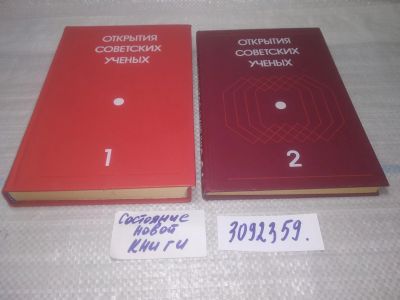 ОТКРЫТИЯ
СОВЕТСКИХ
УЧЕНЫХ
1
ОТКРЫТИЯ
СОВЕТСКИХ
УЧЕНЫХ
2
Состояние
новой
книги
3092359.